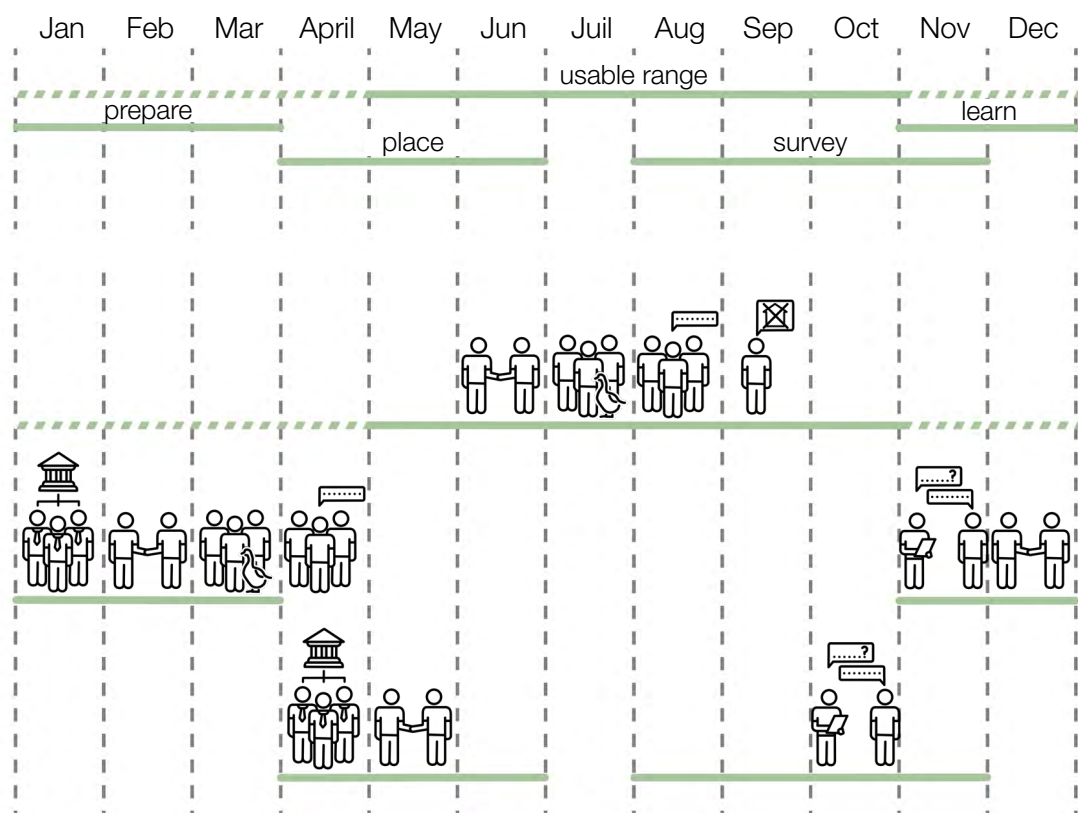 Jan Feb Mar April May Jun Juil Aug Sep Oct Nov Dec
usable range
prepare learn
place survey
?
?